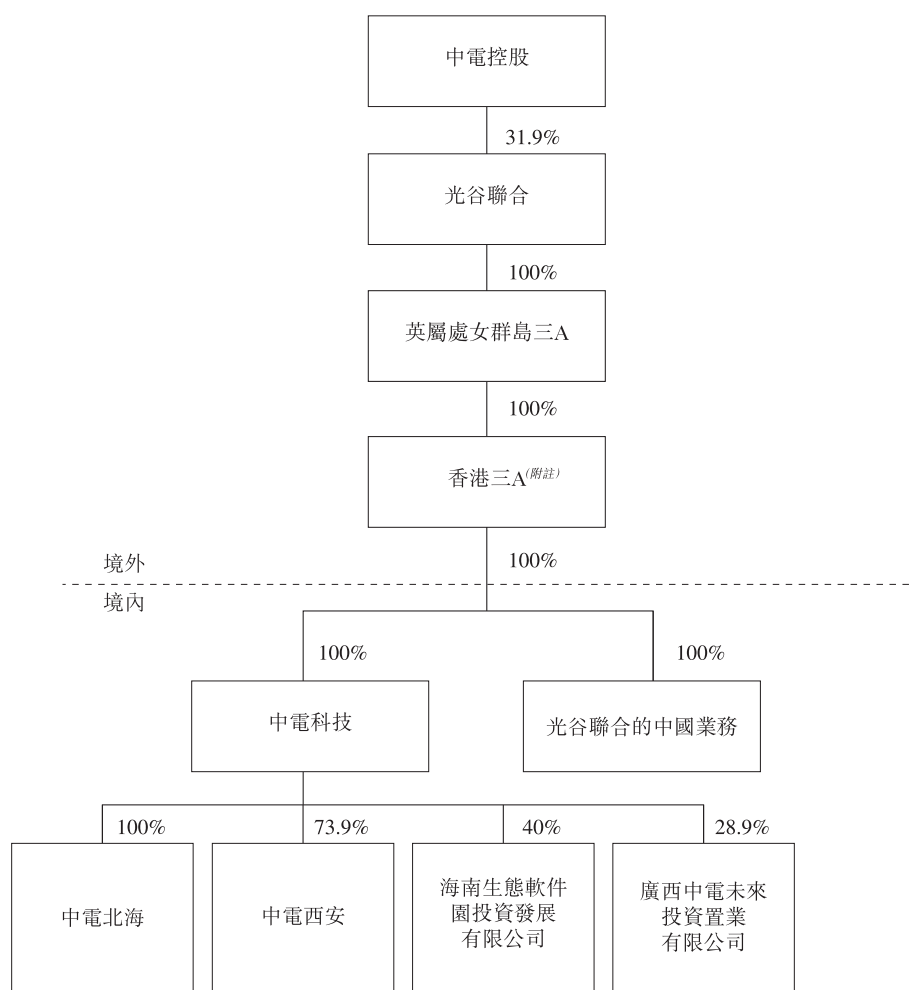 中電控股
31.9%
光谷聯合
100%
英屬處女群島三A
100%
香港三A(附註)
境外
100%
境內
100%
100%
中電科技
光谷聯合的中國業務
100%
73.9%
40%
28.9%
中電北海
中電西安
海南生態軟件
園投資發展
有限公司
廣西中電未來
投資置業
有限公司